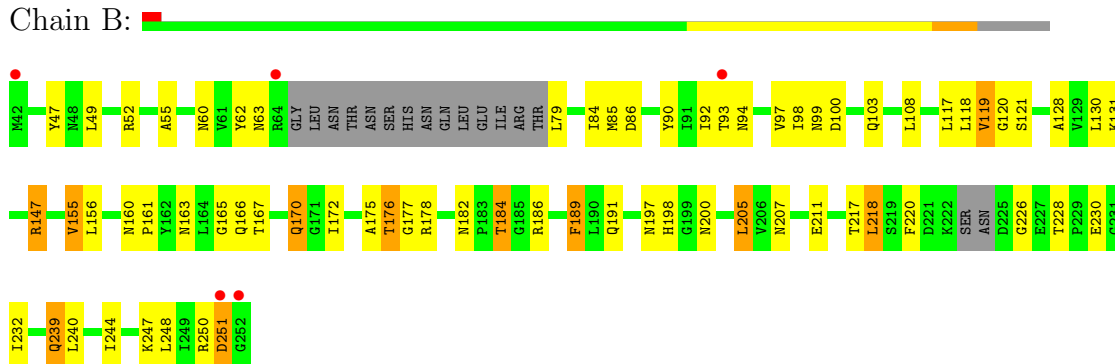 Chain B:
M42 Y47 N48 L49 R52 A55 N60 V61 Y62 N63 R64 GLY LEU ASN THR ASN SER HIS ASN GLN LEU GLU ILE ARG THR L79 I84 M85 D86 Y90 I91 I92 T93 N94 V97 I98 N99 D100 Q103 L108 L117 L118 V119 G120 S121 A128 V129 L130 K131
R147 V155 L156 N160 P161 Y162 N163 L164 G165 Q166 T167 Q170 G171 I172 A175 T176 G177 R178 N182 P183 T184 G185 R186 F189 L190 Q191 N197 H198 G199 N200 L205 V206 N207 E211 T217 L218 S219 F220 D221 K222 SER ASN D225 G226 E227 T228 P229 E230 G231
I232 Q239 L240 I244 K247 L248 I249 R250 D251 G252